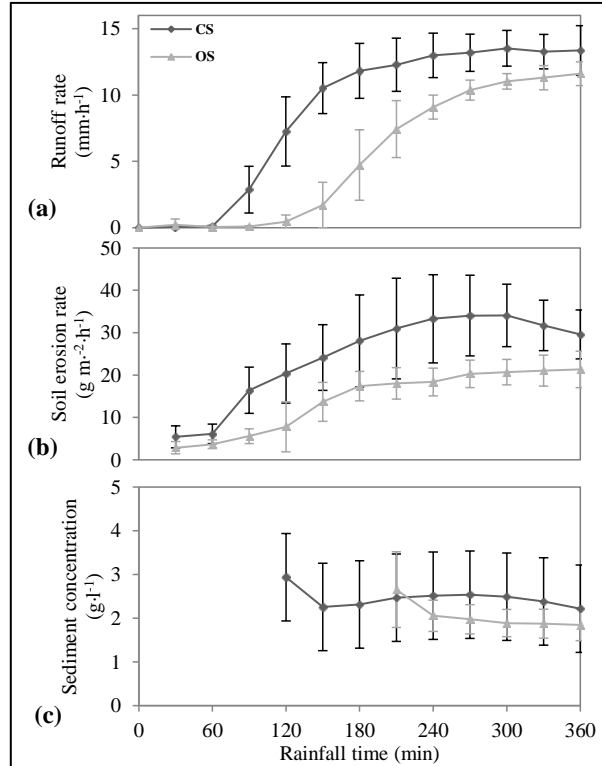 CS
OS
15
10
5
0
Runoff rate
(mm·h-1)
(a)
50
40
30
20
10
0
Soil erosion rate
(g m·-2·h-1)
(b)
5
4
3
2
1
0
Sediment concentration
(g·l-1)
(c)
0 60 120 180 240 300 360
Rainfall time (min)